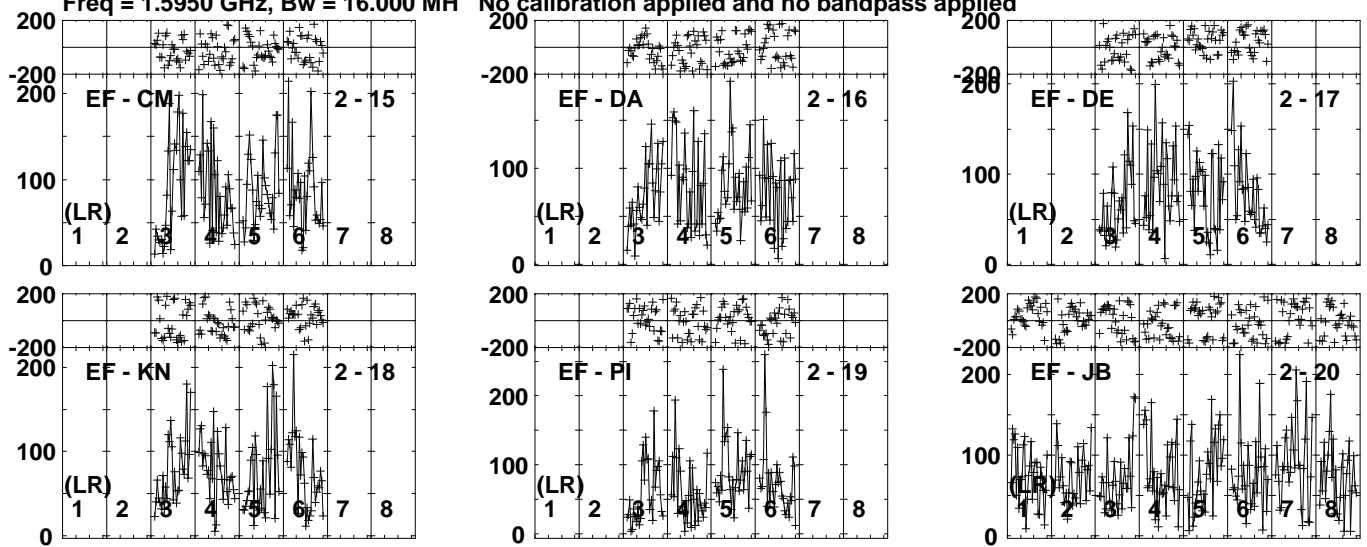 Freq = 1.5950 GHz, Bw = 16.000 MH No calibration applied and no bandpass applied
200 200 200
-200 -200 -200
200 EF - CM 2 - 15 200 EF - DA 2 - 16 200 EF - DE 2 - 17
100 100 100
(LR) (LR) (LR)
1 2 3 4 5 6 7 8 1 2 3 4 5 6 7 8 1 2 3 4 5 6 7 8
0 0 0
200 200 200
-200 -200 -200
200 EF - KN 2 - 18 200 EF - PI 2 - 19 200 EF - JB 2 - 20
100 100 100
(LR) (LR) (LR)
1 2 3 4 5 6 7 8 1 2 3 4 5 6 7 8 1 2 3 4 5 6 7 8
0 0 0